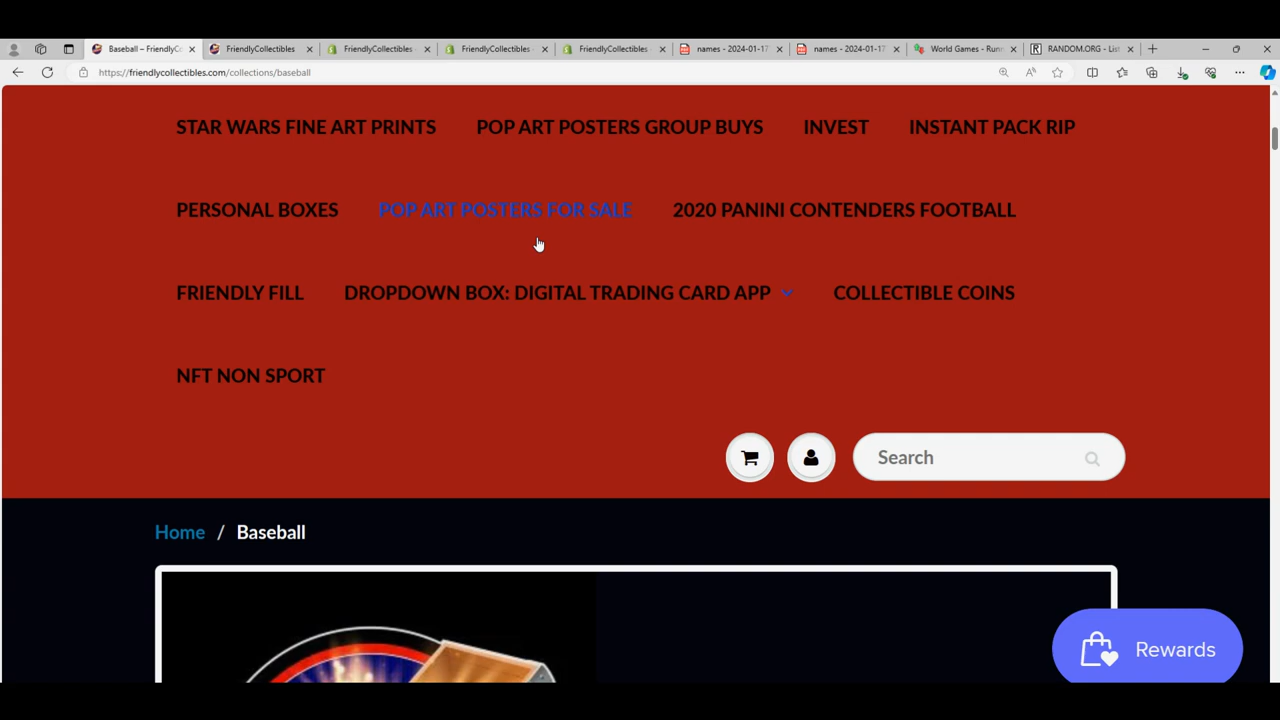 Baseball – FriendlyC
FriendlyCollectibles
FriendlyCollectibles
FriendlyCollectibles
FriendlyCollectibles
names - 2024-01-17
names - 2024-01-17
World Games - Runn
RANDOM.ORG - List
https://friendlycollectibles.com/collections/baseball
STAR WARS FINE ART PRINTS POP ART POSTERS GROUP BUYS INVEST INSTANT PACK RIP
PERSONAL BOXES POP ART POSTERS FOR SALE 2020 PANINI CONTENDERS FOOTBALL
FRIENDLY FILL DROPDOWN BOX: DIGITAL TRADING CARD APP COLLECTIBLE COINS
NFT NON SPORT
Search
Home / Baseball
Rewards